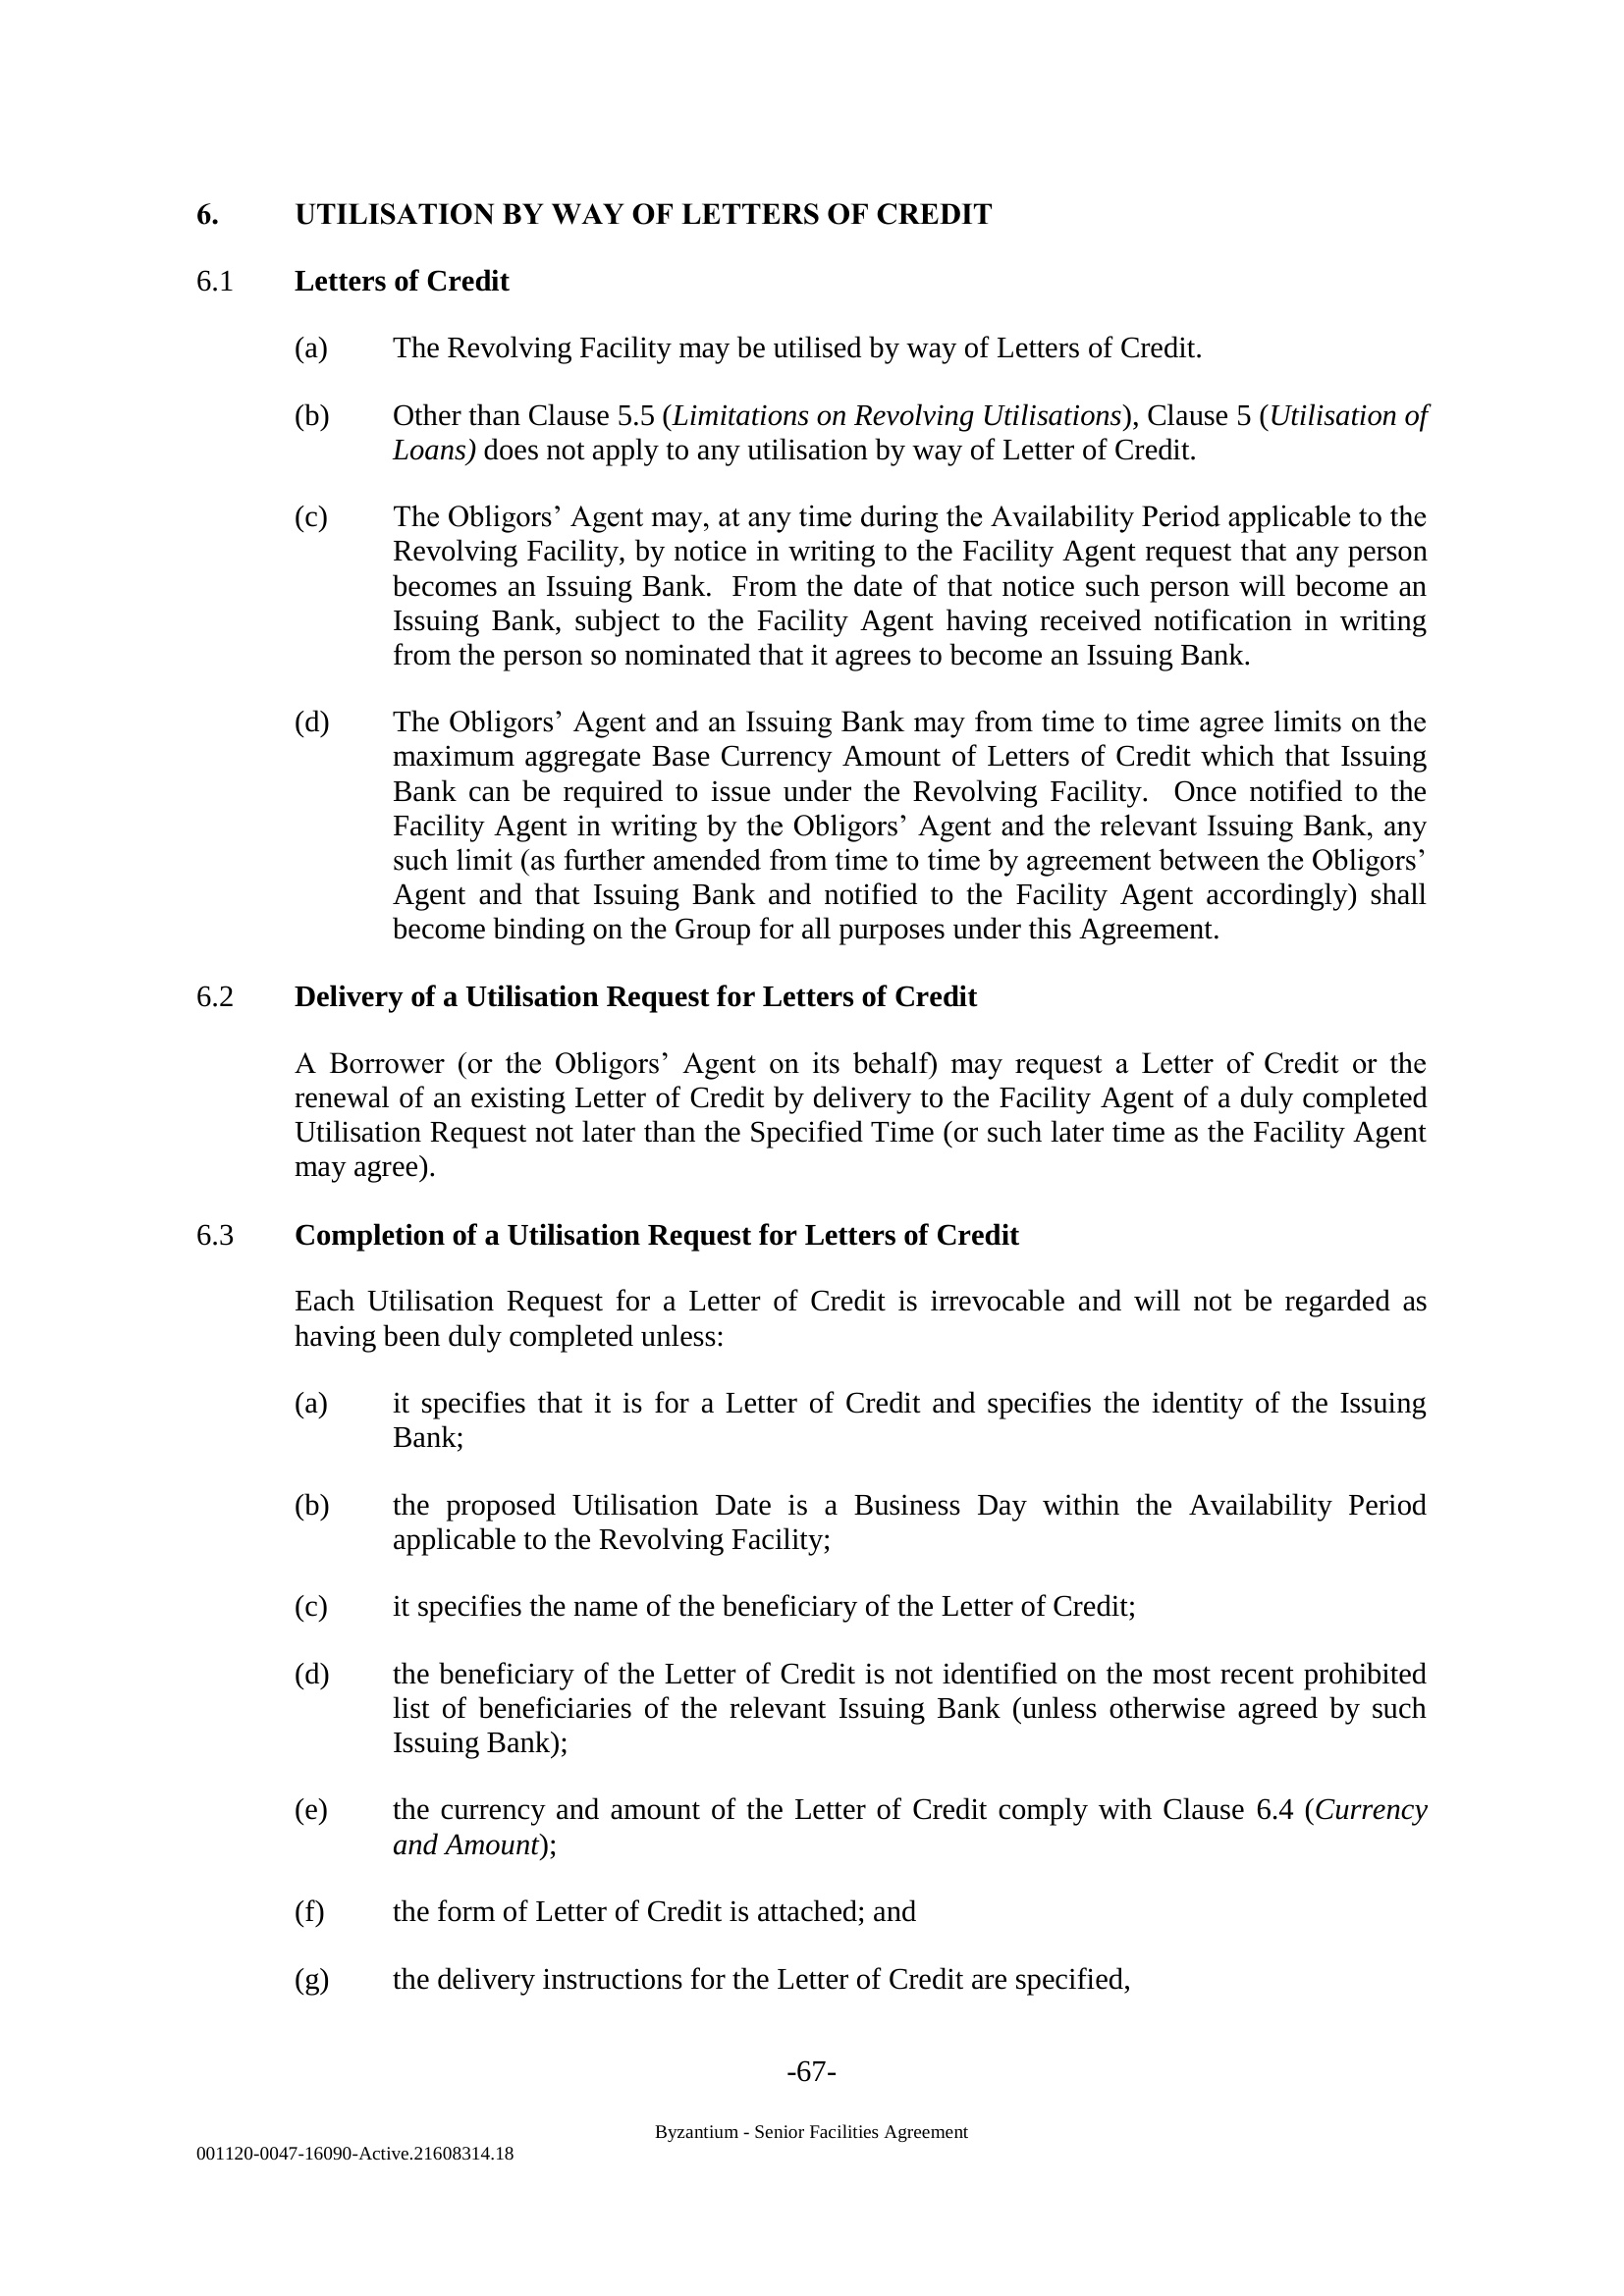 6. UTILISATION BY WAY OF LETTERS OF CREDIT
6.1 Letters of Credit
(a) The Revolving Facility may be utilised by way of Letters of Credit.
(b) Other than Clause 5.5 (Limitations on Revolving Utilisations), Clause 5 (Utilisation of
Loans) does not apply to any utilisation by way of Letter of Credit.
(c) The Obligors’ Agent may, at any time during the Availability Period applicable to the
Revolving Facility, by notice in writing to the Facility Agent request that any person
becomes an Issuing Bank. From the date of that notice such person will become an
Issuing Bank, subject to the Facility Agent having received notification in writing
from the person so nominated that it agrees to become an Issuing Bank.
(d) The Obligors’ Agent and an Issuing Bank may from time to time agree limits on the
maximum aggregate Base Currency Amount of Letters of Credit which that Issuing
Bank can be required to issue under the Revolving Facility. Once notified to the
Facility Agent in writing by the Obligors’ Agent and the relevant Issuing Bank, any
such limit (as further amended from time to time by agreement between the Obligors’
Agent and that Issuing Bank and notified to the Facility Agent accordingly) shall
become binding on the Group for all purposes under this Agreement.
6.2 Delivery of a Utilisation Request for Letters of Credit
A Borrower (or the Obligors’ Agent on its behalf) may request a Letter of Credit or the
renewal of an existing Letter of Credit by delivery to the Facility Agent of a duly completed
Utilisation Request not later than the Specified Time (or such later time as the Facility Agent
may agree).
6.3 Completion of a Utilisation Request for Letters of Credit
Each Utilisation Request for a Letter of Credit is irrevocable and will not be regarded as
having been duly completed unless:
(a) it specifies that it is for a Letter of Credit and specifies the identity of the Issuing
Bank;
(b) the proposed Utilisation Date is a Business Day within the Availability Period
applicable to the Revolving Facility;
(c) it specifies the name of the beneficiary of the Letter of Credit;
(d) the beneficiary of the Letter of Credit is not identified on the most recent prohibited
list of beneficiaries of the relevant Issuing Bank (unless otherwise agreed by such
Issuing Bank);
(e) the currency and amount of the Letter of Credit comply with Clause 6.4 (Currency
and Amount);
(f) the form of Letter of Credit is attached; and
(g) the delivery instructions for the Letter of Credit are specified,
-67-
Byzantium - Senior Facilities Agreement
001120-0047-16090-Active.21608314.18